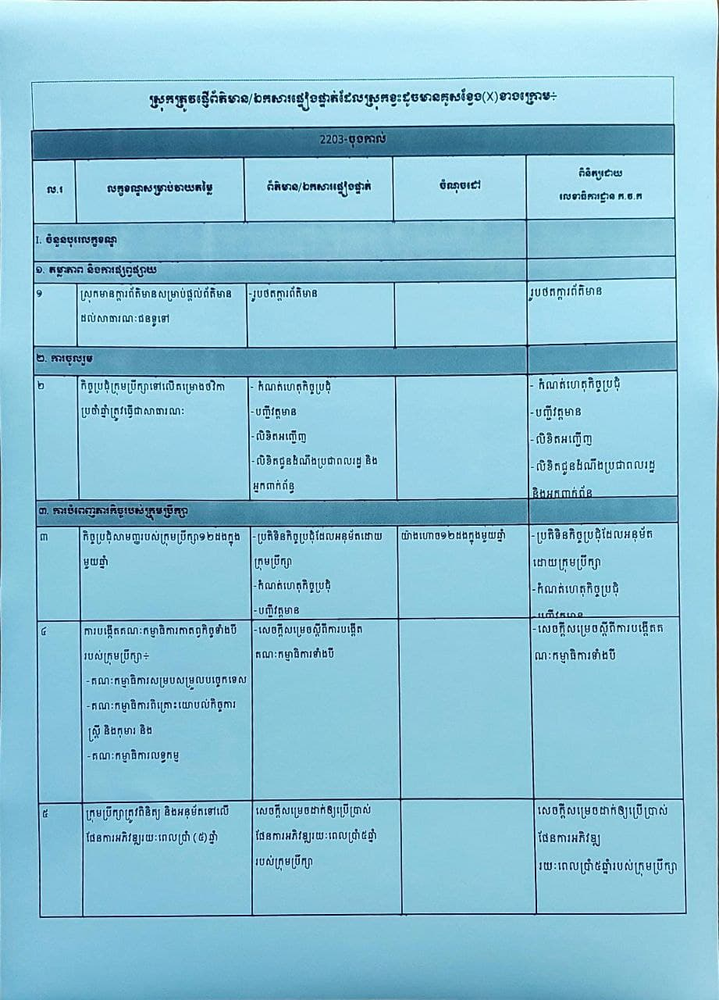 ស្រុកត្រូវផ្ញើព័ត៌មាន/ឯកសារផ្ទៀងផ្ទាត់ដែលស្រុកខ្វះដូចមានគូសខ្វែង(X)ខាងក្រោម÷
2203-ចុងកាល់
ល.រ
លក្ខខណ្ឌសម្រាប់វាយតម្លៃ
ព័ត៌មាន/ឯកសារផ្ទៀងផ្ទាត់
ចំណុចដៅ
ពិនិត្យដោយ
លេខាធិការដ្ឋាន គ.ច.ក
I. ចំនួនបុរេលក្ខខណ្ឌ
១. តម្លាភាព និងការផ្សព្វផ្សាយ
១
ស្រុកមានក្តារព័ត៌មានសម្រាប់ផ្តល់ព័ត៌មាន
ដល់សាធារណៈជនទូទៅ
-រូបថតក្តារព័ត៌មាន
រូបថតក្តារព័ត៌មាន
២. ការចូលរួម
២
កិច្ចប្រជុំក្រុមប្រឹក្សាទៅលើគម្រោងថវិកា
ប្រចាំឆ្នាំត្រូវធ្វើជាសាធារណៈ
- កំណត់ហេតុកិច្ចប្រជុំ
-បញ្ជីវត្តមាន
-លិខិតអញ្ជើញ
-លិខិតជូនដំណឹងប្រជាពលរដ្ឋ និង
អ្នកពាក់ព័ន្ធ
- កំណត់ហេតុកិច្ចប្រជុំ
-បញ្ជីវត្តមាន
-លិខិតអញ្ជើញ
-លិខិតជូនដំណឹងប្រជាពលរដ្ឋ
និងអ្នកពាក់ព័ន្ធ
៣. ការបំពេញភារកិច្ចរបស់ក្រុមប្រឹក្សា
៣
កិច្ចប្រជុំសាមញ្ញរបស់ក្រុមប្រឹក្សា១២ដងក្នុង
មួយឆ្នាំ
-ប្រតិទិនកិច្ចប្រជុំដែលអនុម័តដោយ
ក្រុមប្រឹក្សា
-កំណត់ហេតុកិច្ចប្រជុំ
-បញ្ជីវត្តមាន
យ៉ាងហោច១២ដងក្នុងមួយឆ្នាំ
-ប្រតិទិនកិច្ចប្រជុំដែលអនុម័ត
ដោយក្រុមប្រឹក្សា
-កំណត់ហេតុកិច្ចប្រជុំ
-បញ្ជីវត្តមាន
៤
ការបង្កើតគណៈកម្មាធិការកាតព្វកិច្ចទាំងបី
របស់ក្រុមប្រឹក្សា÷
-គណៈកម្មាធិការសម្របសម្រួលបច្ចេកទេស
-គណៈកម្មាធិការពិគ្រោះយោបល់កិច្ចការ
ស្ត្រី និងកុមារ និង
-គណៈកម្មាធិការលទ្ធកម្ម
-សេចក្តីសម្រេចស្តីពីការបង្កើត
គណៈកម្មាធិការទាំងបី
-សេចក្តីសម្រេចស្តីពីការបង្កើតគ
ណៈកម្មាធិការទាំងបី
៥
ក្រុមប្រឹក្សាត្រូវពិនិត្យ និងអនុម័តទៅលើ
ផែនការអភិវឌ្ឍរយៈពេលប្រាំ (៥) ឆ្នាំ
សេចក្តីសម្រេចដាក់ឲ្យប្រើប្រាស់
ផែនការអភិវឌ្ឍរយៈពេលប្រាំ៥ឆ្នាំ
របស់ក្រុមប្រឹក្សា
សេចក្តីសម្រេចដាក់ឲ្យប្រើប្រាស់
ផែនការអភិវឌ្ឍ
រយៈពេលប្រាំ៥ឆ្នាំរបស់ក្រុមប្រឹក្សា